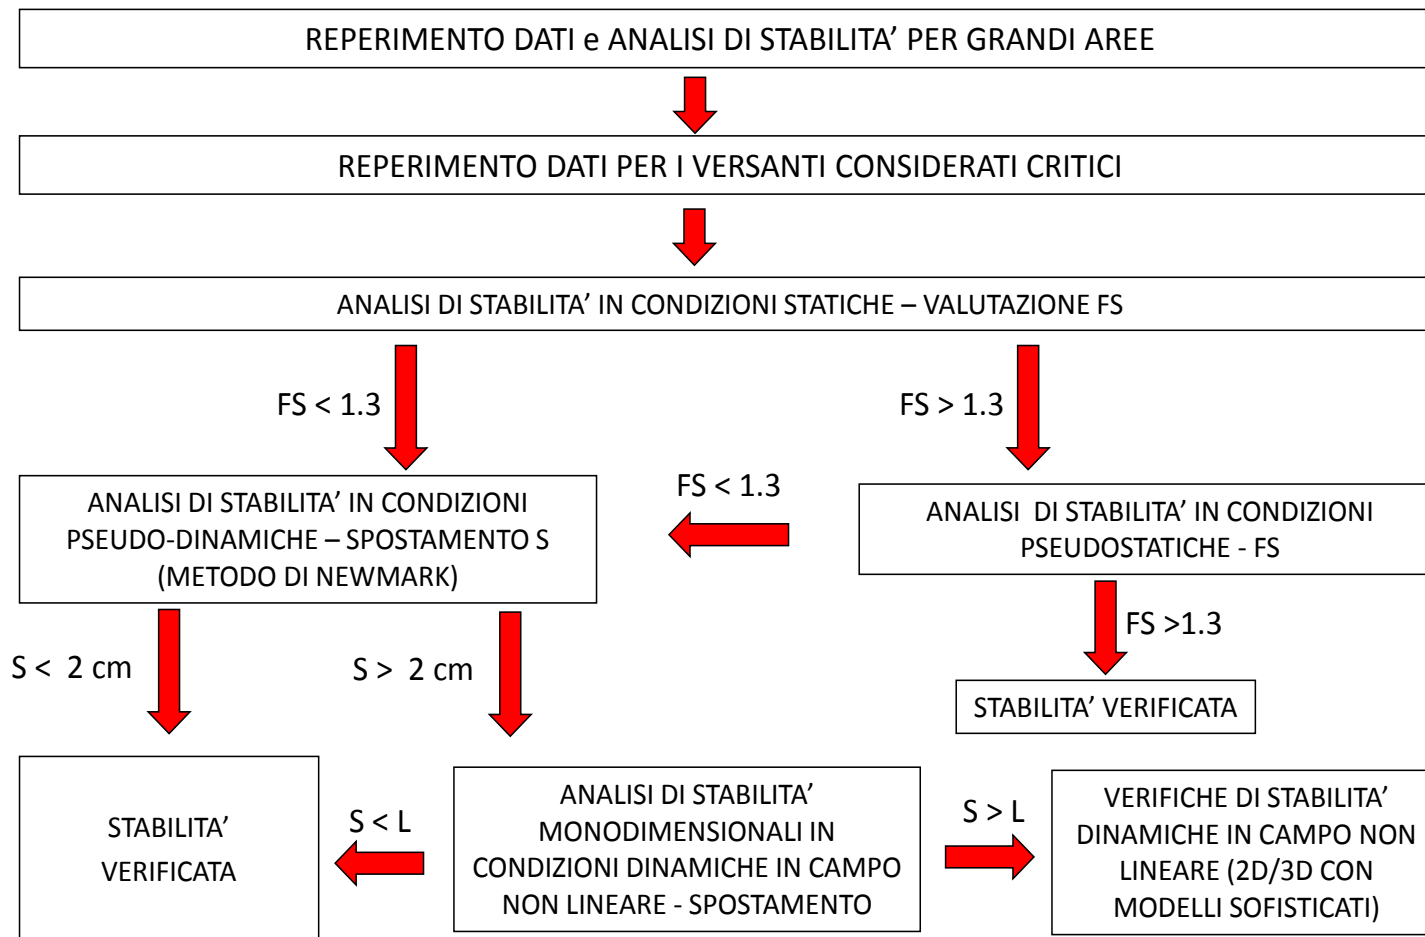 REPERIMENTO DATI e ANALISI DI STABILITA’ PER GRANDI AREE
REPERIMENTO DATI PER I VERSANTI CONSIDERATI CRITICI
ANALISI DI STABILITA’ IN CONDIZIONI STATICHE – VALUTAZIONE FS
FS < 1.3
FS > 1.3
ANALISI DI STABILITA’ IN CONDIZIONI
PSEUDO-DINAMICHE – SPOSTAMENTO S
(METODO DI NEWMARK)
FS < 1.3
ANALISI  DI STABILITA’ IN CONDIZIONI
PSEUDOSTATICHE - FS
FS >1.3
STABILITA’ VERIFICATA
S <  2 cm
S >  2 cm
STABILITA’
VERIFICATA
S < L
ANALISI DI STABILITA’
MONODIMENSIONALI IN
CONDIZIONI DINAMICHE IN CAMPO
NON LINEARE - SPOSTAMENTO
S > L
VERIFICHE DI STABILITA’
DINAMICHE IN CAMPO NON
LINEARE (2D/3D CON
MODELLI SOFISTICATI)